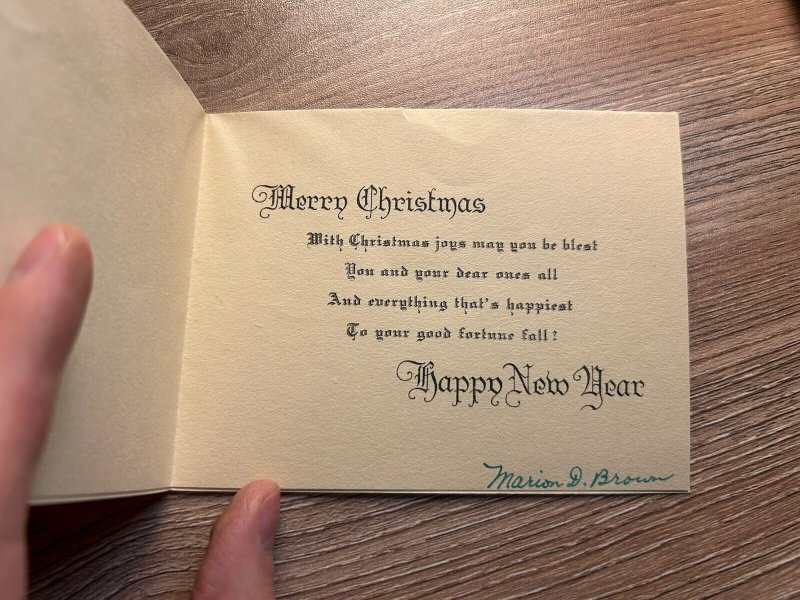 Merry Christmas
With Christmas joys may you be blest
You and your dear ones all
And everything that's happiest
To your good fortune fall!
Happy New Year
Marion D. Brown